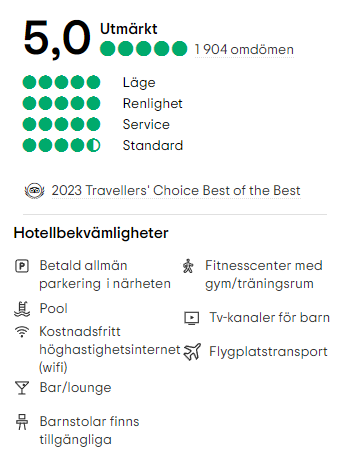 5,0 Utmärkt
1 904 omdömen
Läge
Renlighet
Service
Standard
2023 Travellers' Choice Best of the Best
Hotellbekvämligheter
Betald allmän
parkering i närheten
Pool
Kostnadsfritt
höghastighetsinternet
(wifi)
Bar/lounge
Barnstolar finns
tillgängliga
Fitnesscenter med
gym/träningsrum
Tv-kanaler för barn
Flygplatstransport